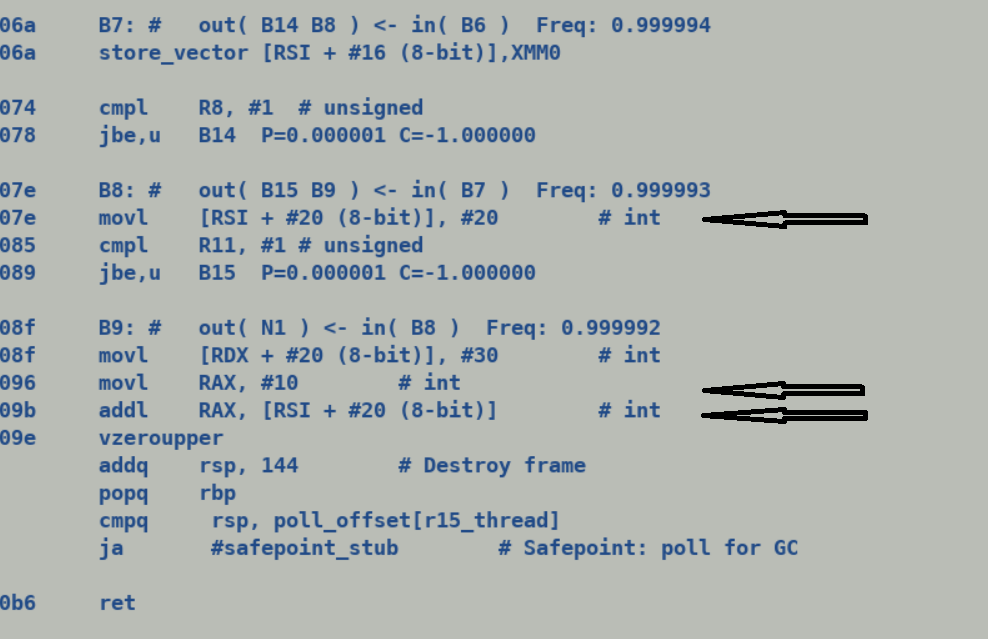 06a B7: # out( B14 B8 ) <- in( B6 ) Freq: 0.999994
06a store_vector [RSI + #16 (8-bit)],XMM0
074 cmpl R8, #1 # unsigned
078 jbe,u B14 P=0.000001 C=-1.000000
07e B8: # out( B15 B9 ) <- in( B7 ) Freq: 0.999993
07e movl [RSI + #20 (8-bit)], #20 # int
085 cmpl R11, #1 # unsigned
089 jbe,u B15 P=0.000001 C=-1.000000
08f B9: # out( N1 ) <- in( B8 ) Freq: 0.999992
08f movl [RDX + #20 (8-bit)], #30 # int
096 movl RAX, #10 # int
09b addl RAX, [RSI + #20 (8-bit)] # int
09e vzeroupper
addq rsp, 144 # Destroy frame
popq rbp
cmpq rsp, poll_offset[r15_thread]
ja #safepoint_stub # Safepoint: poll for GC
0b6 ret